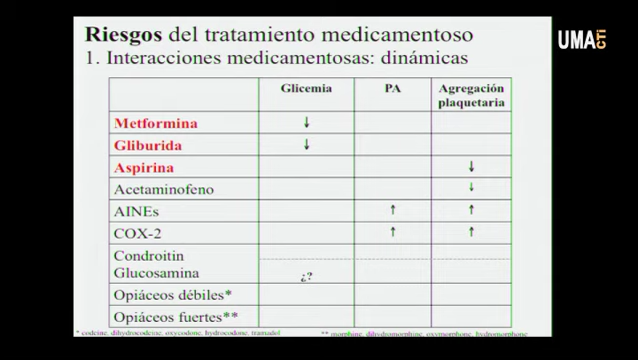 UMA CTI
Riesgos del tratamiento medicamentoso
1. Interacciones medicamentosas: dinámicas
Glicemia PA Agregación
plaquetaria
Metformina ↓
Gliburida ↓
Aspirina ↓
Acetaminofeno ↓
AINEs ↑ ↑
COX-2 ↑ ↑
Condroitin
Glucosamina ¿?
Opiáceos débiles*
Opiáceos fuertes**
* codeine, dihydrocodeine, oxycodone, hydrocodone, tramadol ** morphine, dihydromorphine, oxymorphone, hydromorphone